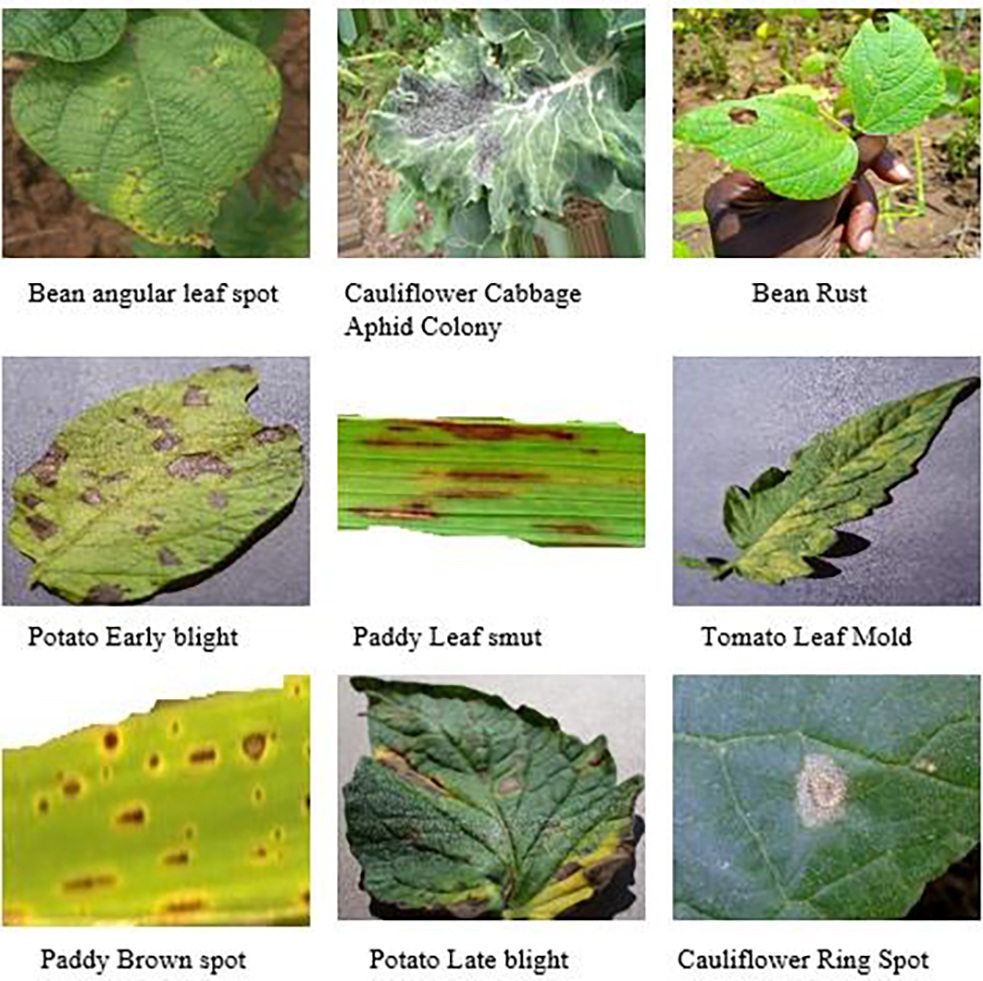 Bean angular leaf spot
Cauliflower Cabbage
Aphid Colony
Bean Rust
Potato Early blight
Paddy Leaf smut
Tomato Leaf Mold
Paddy Brown spot
Potato Late blight
Cauliflower Ring Spot